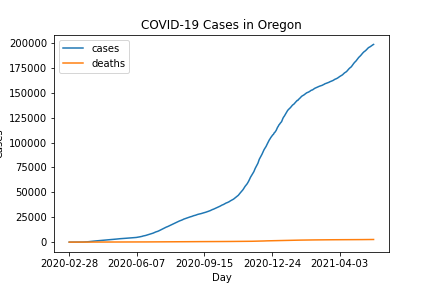 COVID-19 Cases in Oregon
cases
deaths
200000
175000
150000
125000
100000
75000
50000
25000
0
cases
2020-02-28 2020-06-07 2020-09-15 2020-12-24 2021-04-03
Day